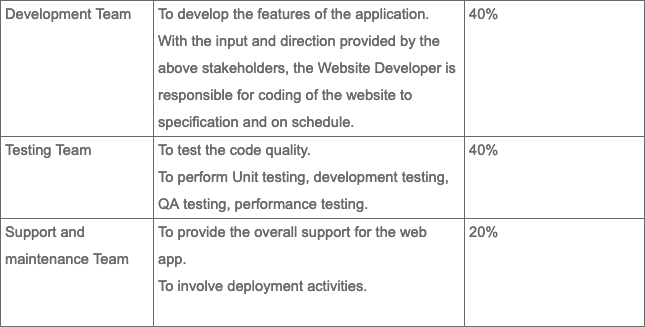 Development Team
To develop the features of the application.
With the input and direction provided by the
above stakeholders, the Website Developer is
responsible for coding of the website to
specification and on schedule.
40%
Testing Team
To test the code quality.
To perform Unit testing, development testing,
QA testing, performance testing.
40%
Support and
maintenance Team
To provide the overall support for the web
app.
To involve deployment activities.
20%